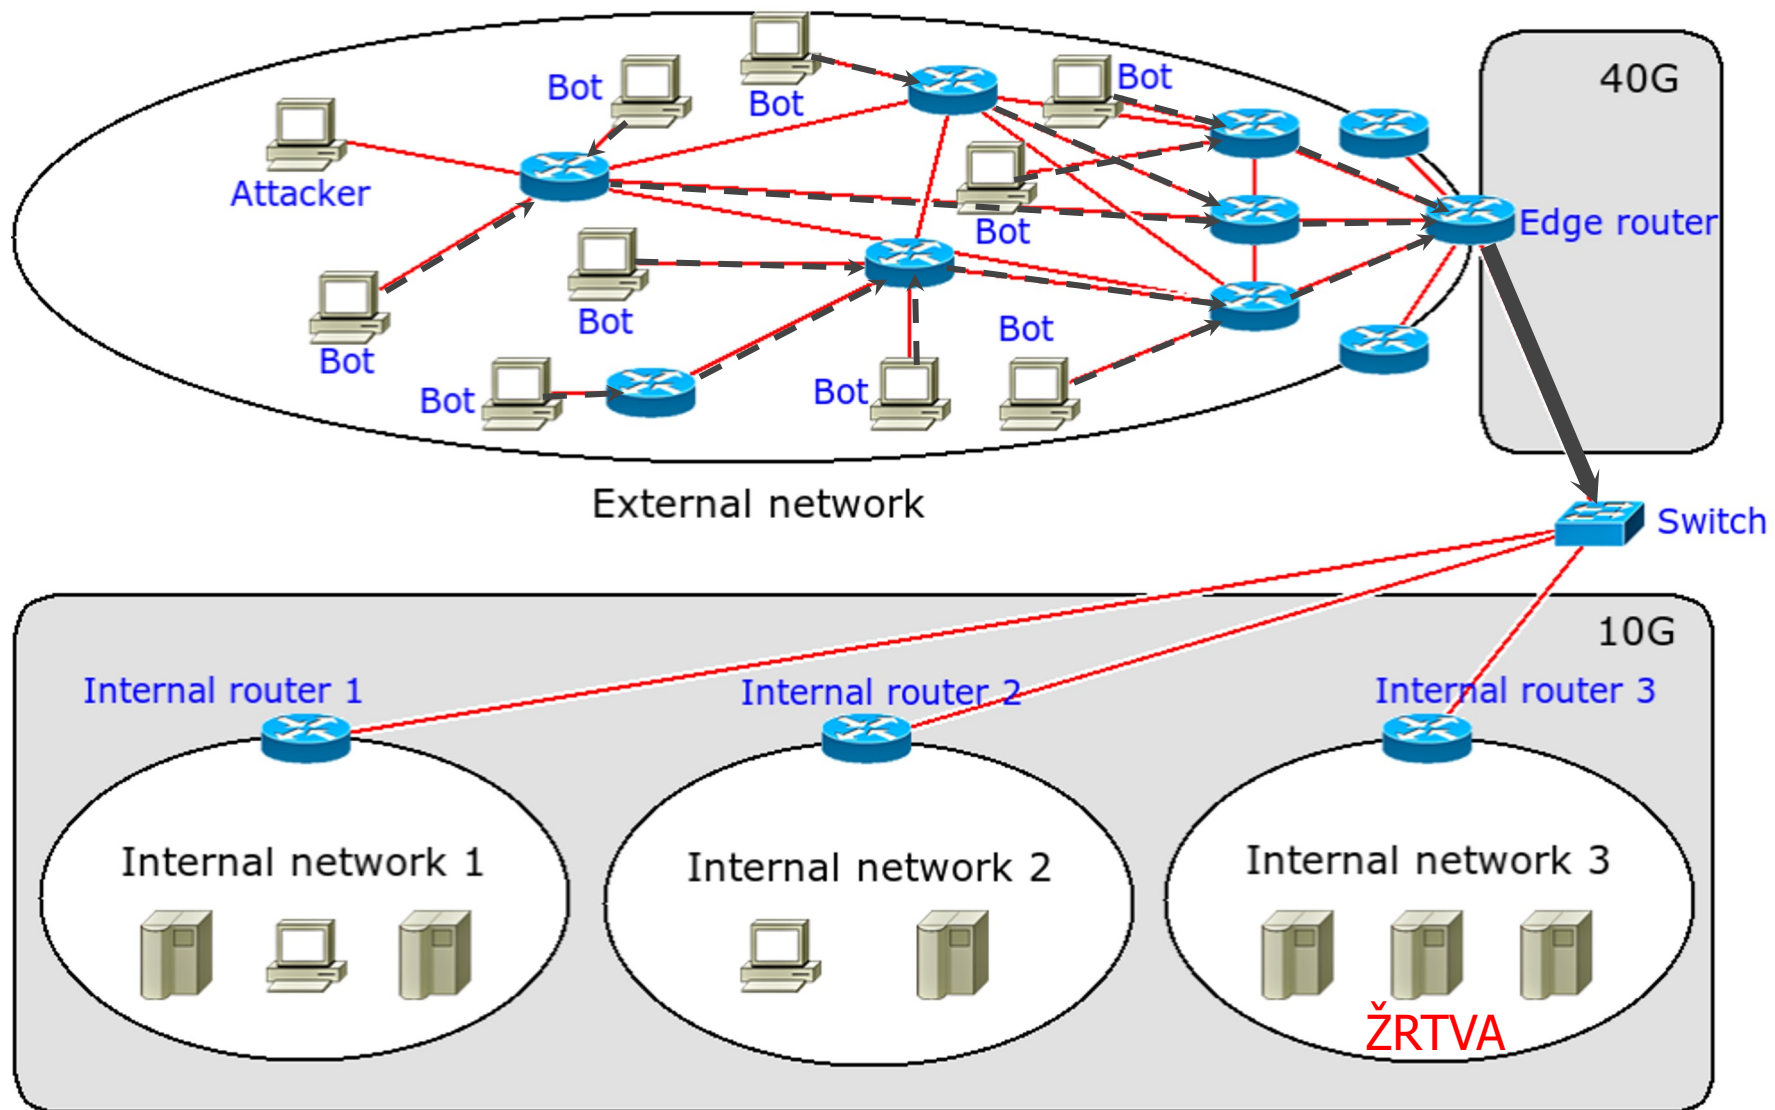 Bot
Bot
Bot
40G
Attacker
Bot
Edge router
Bot
Bot
Bot
Bot
Bot
Bot
External network
Switch
10G
Internal router 1
Internal router 2
Internal router 3
Internal network 1
Internal network 2
Internal network 3
ŽRTVA